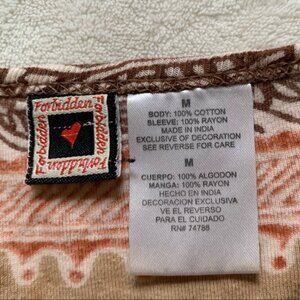 Forbidden
Forbidden
Forbidden
Forbidden
M
BODY: 100% COTTON
SLEEVE: 100% RAYON
MADE IN INDIA
EXCLUSIVE OF DECORATION
SEE REVERSE FOR CARE
M
CUERPO: 100% ALGODON
MANGA: 100% RAYON
HECHO EN INDIA
DECORACION EXCLUSIVA
VE EL REVERSO
PARA EL CUIDADO
RN# 74788